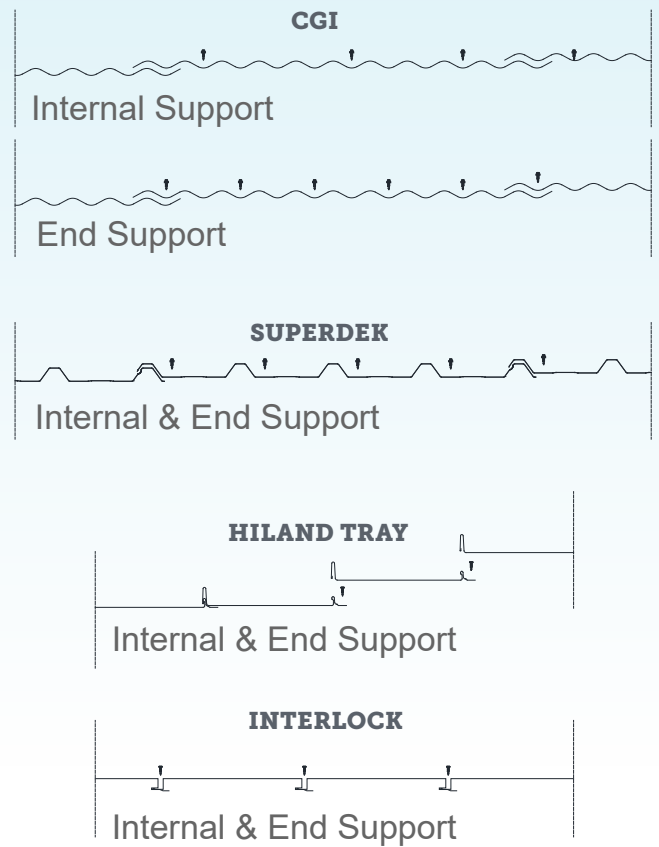 CGI
Internal Support
End Support
SUPERDEK
Internal & End Support
HILAND TRAY
Internal & End Support
INTERLOCK
Internal & End Support